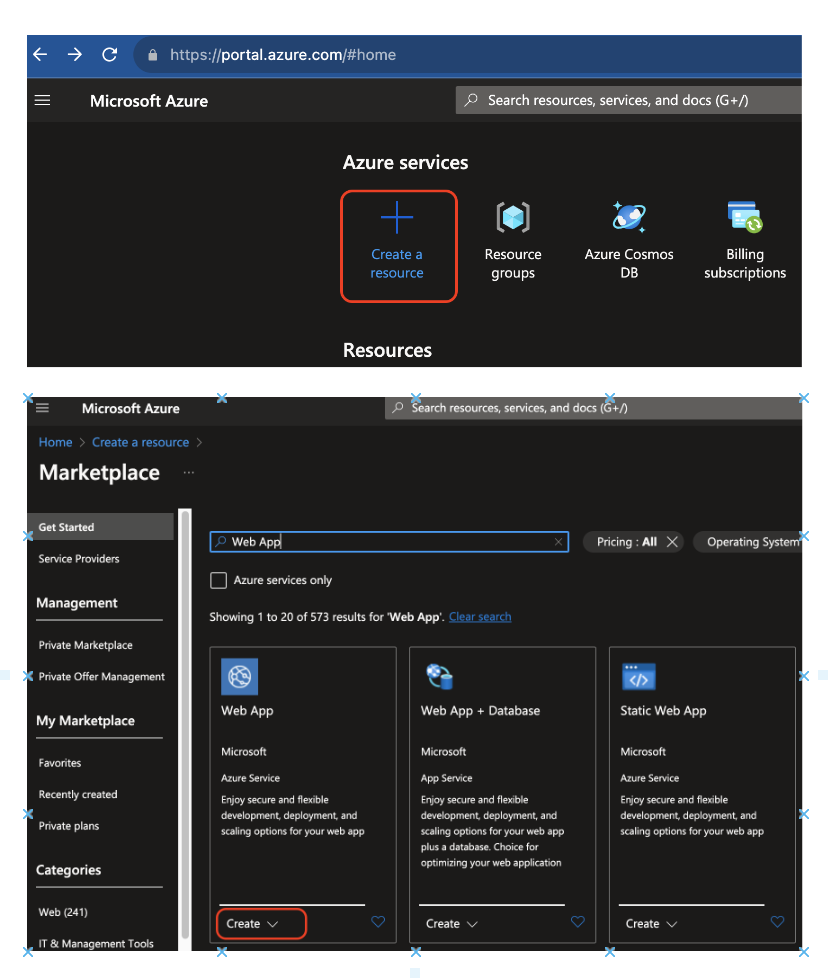 https://portal.azure.com/#home
Microsoft Azure
Search resources, services, and docs (G+/)
Azure services
Create a
resource
Resource
groups
Azure Cosmos
DB
Billing
subscriptions
Resources
Microsoft Azure
Search resources, services, and docs (G+/)
Home > Create a resource >
Marketplace ...
Get Started
Service Providers
Management
Private Marketplace
Private Offer Management
My Marketplace
Favorites
Recently created
Private plans
Categories
Web (241)
IT & Management Tools
Web App
Pricing : All
Operating System
Azure services only
Showing 1 to 20 of 573 results for 'Web App'. Clear search
Web App
Microsoft
Azure Service
Enjoy secure and flexible
development, deployment, and
scaling options for your web app
Create
Web App + Database
Microsoft
App Service
Enjoy secure and flexible
development, deployment, and
scaling options for your web app
plus a database. Choice for
optimizing your web application
Create
Static Web App
Microsoft
Azure Service
Enjoy secure and flexible
development, deployment, and
scaling options for your web app
Create